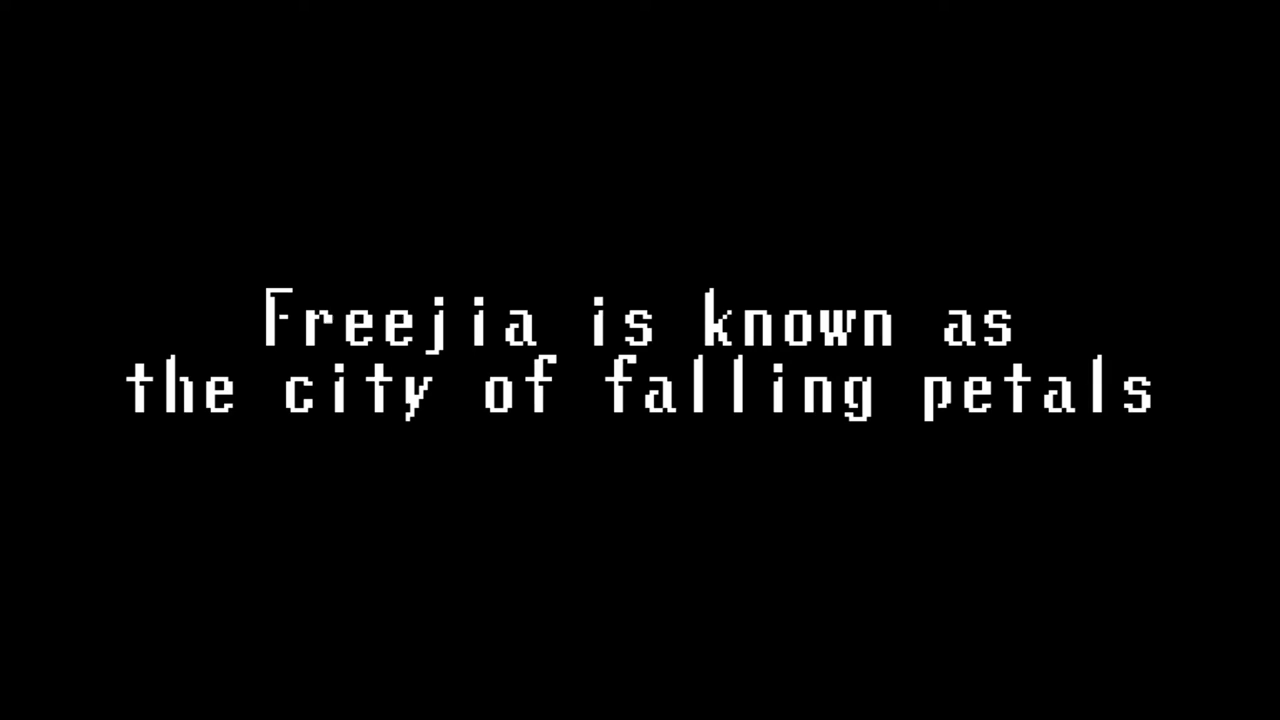 Freejia is known as
the city of falling petals